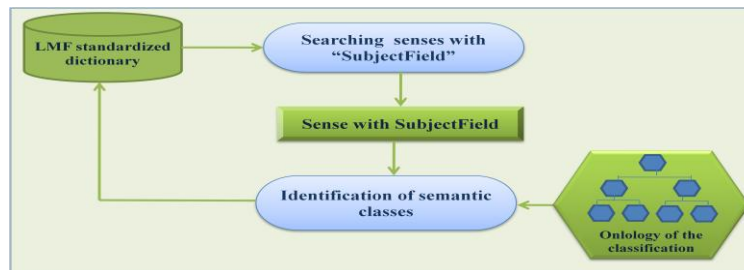 LMF standardized
dictionary
Searching senses with
“SubjectField”
Sense with SubjectField
Identification of semantic
classes
Onlology of the
classification